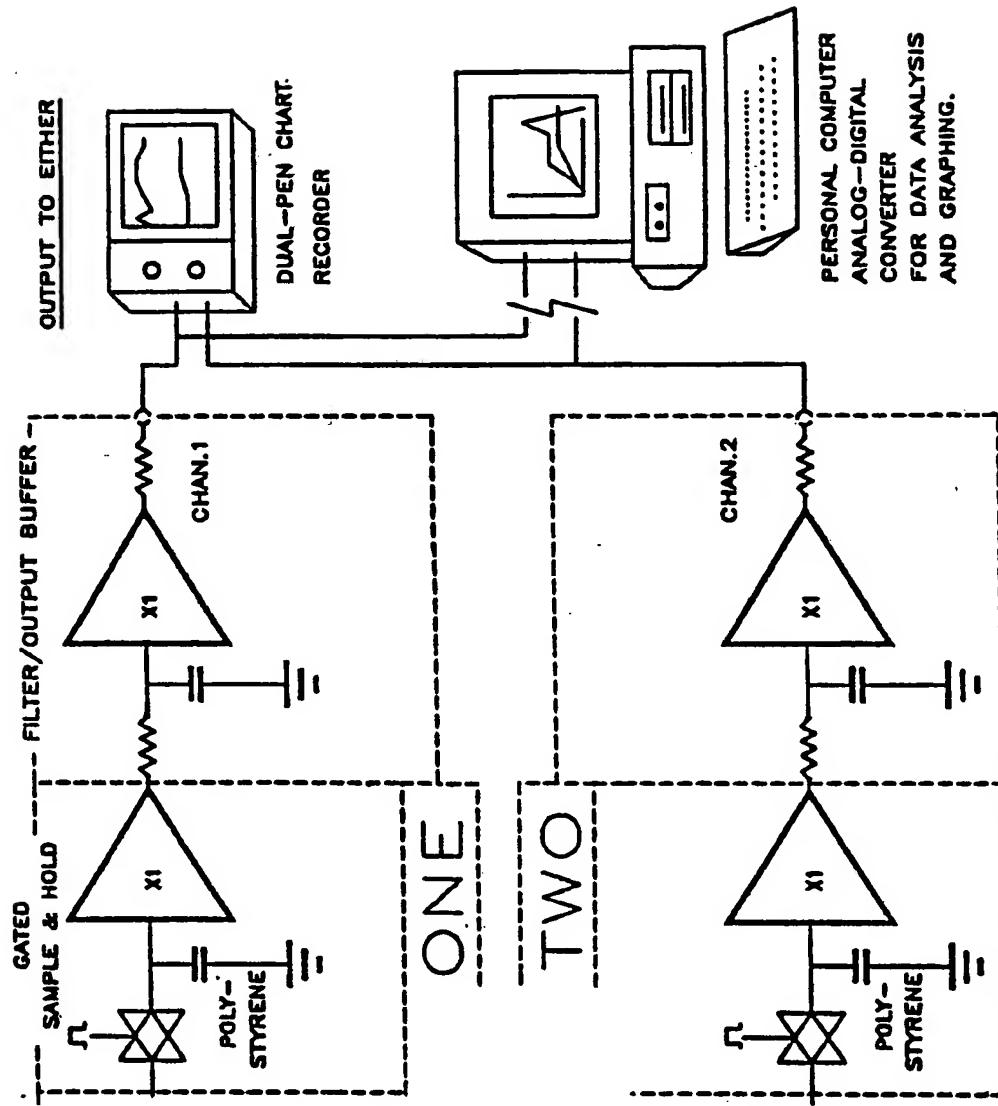 OUTPUT TO EITHER
DUAL-PEN CHART.
RECORDER
PERSONAL COMPUTER
ANALOG-DIGITAL
CONVERTER
FOR DATA ANALYSIS
AND GRAPHING.
FILTER/OUTPUT BUFFER
X1
CHAN.1
X1
CHAN.2
GATED
SAMPLE & HOLD
X1
POLY-
STYRENE
ONE
TWO
X1
POLY-
STYRENE